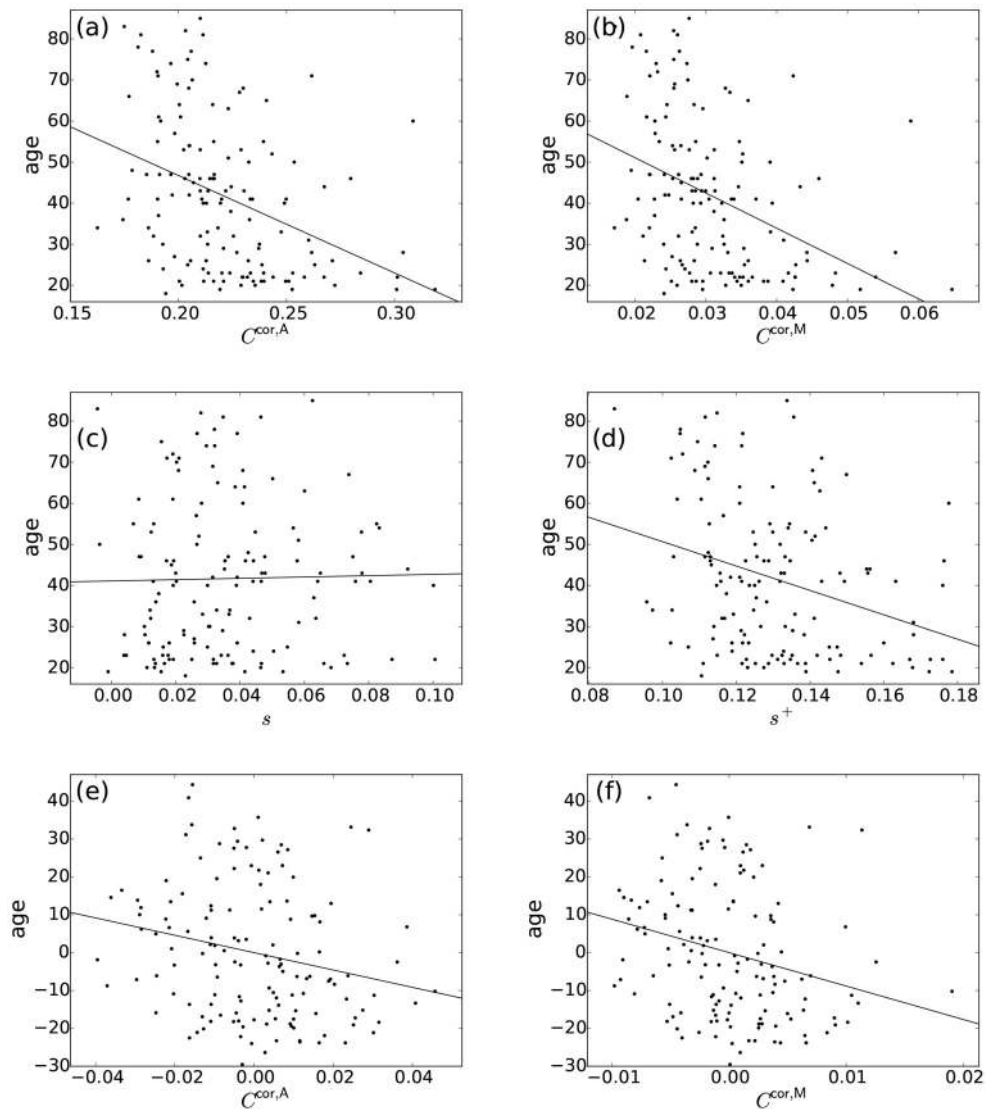 (a)
age
80
70
60
50
40
30
20
0.15 0.20 0.25 0.30
C^cor,A
(b)
age
80
70
60
50
40
30
20
0.02 0.03 0.04 0.05 0.06
C^cor,M
(c)
age
80
70
60
50
40
30
20
0.00 0.02 0.04 0.06 0.08 0.10
s
(d)
age
80
70
60
50
40
30
20
0.08 0.10 0.12 0.14 0.16 0.18
s^+
(e)
age
40
30
20
10
0
−10
−20
−30
−0.04 −0.02 0.00 0.02 0.04
C^cor,A
(f)
age
40
30
20
10
0
−10
−20
−30
−0.01 0.00 0.01 0.02
C^cor,M